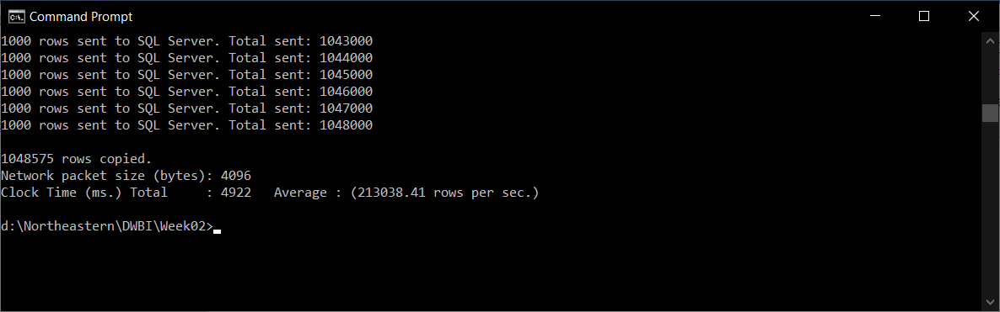 Command Prompt
1000 rows sent to SQL Server. Total sent: 1043000
1000 rows sent to SQL Server. Total sent: 1044000
1000 rows sent to SQL Server. Total sent: 1045000
1000 rows sent to SQL Server. Total sent: 1046000
1000 rows sent to SQL Server. Total sent: 1047000
1000 rows sent to SQL Server. Total sent: 1048000
1048575 rows copied.
Network packet size (bytes): 4096
Clock Time (ms.) Total     : 4922   Average : (213038.41 rows per sec.)
d:\Northeastern\DWBI\Week02>